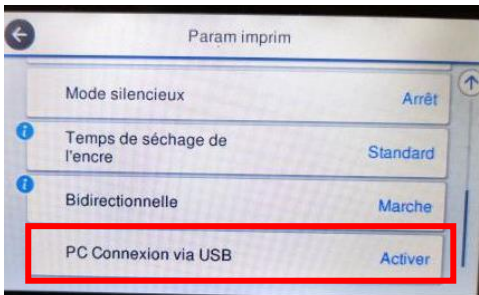 Param imprim
Mode silencieux Arrêt
Temps de séchage de
l'encre Standard
Bidirectionnelle Marche
PC Connexion via USB Activer